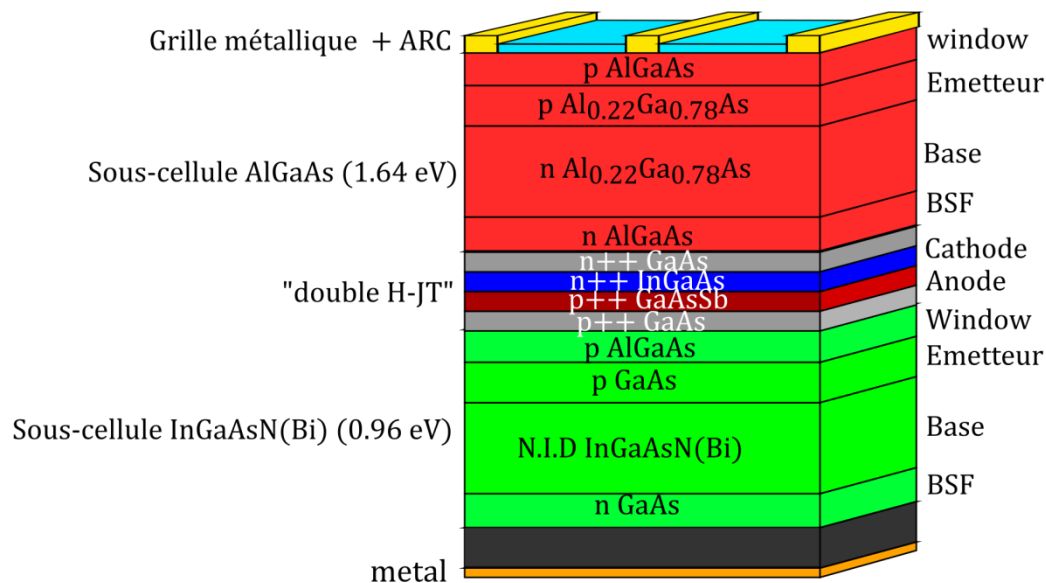 Grille métallique + ARC
window
p AlGaAs
Emetteur
p Al0.22Ga0.78As
Sous-cellule AlGaAs (1.64 eV)
n Al0.22Ga0.78As
Base
BSF
n AlGaAs
Cathode
n++ GaAs
"double H-JT"
n++ InGaAs
Anode
p++ GaAsSb
p++ GaAs
Window
p AlGaAs
Emetteur
p GaAs
Sous-cellule InGaAsN(Bi) (0.96 eV)
N.I.D InGaAsN(Bi)
Base
BSF
n GaAs
metal